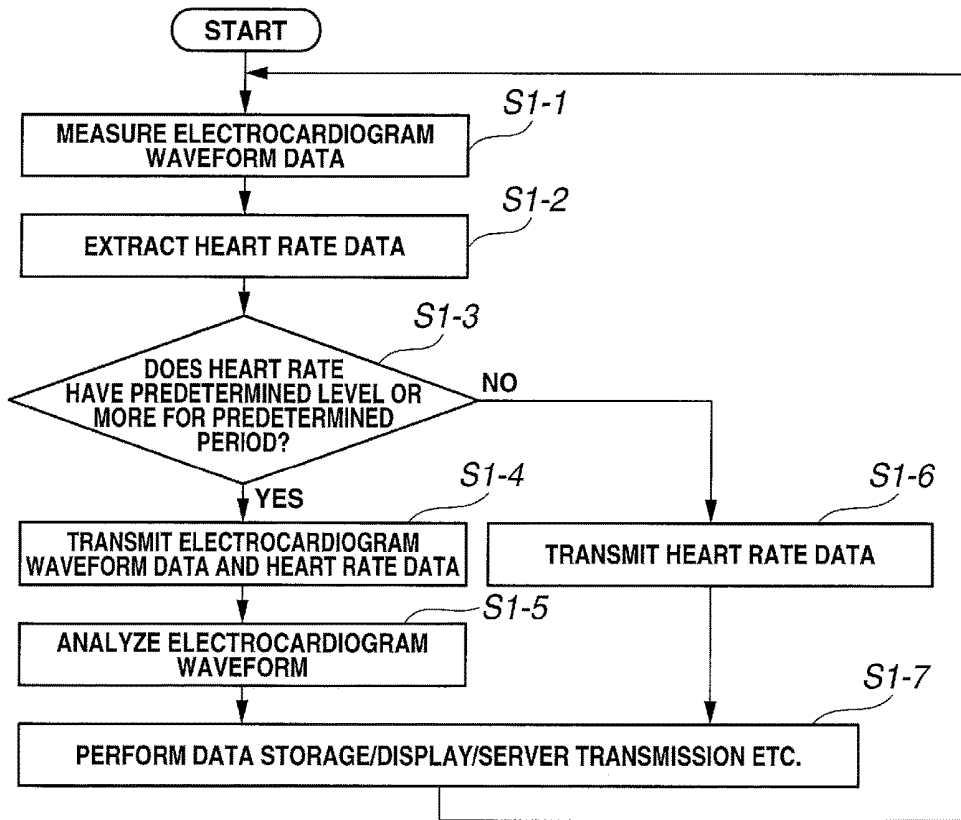 START
S1-1
MEASURE ELECTROCARDIOGRAM
WAVEFORM DATA
S1-2
EXTRACT HEART RATE DATA
S1-3
DOES HEART RATE
HAVE PREDETERMINED LEVEL OR
MORE FOR PREDETERMINED
PERIOD?
NO
YES
S1-4
TRANSMIT ELECTROCARDIOGRAM
WAVEFORM DATA AND HEART RATE DATA
S1-6
TRANSMIT HEART RATE DATA
S1-5
ANALYZE ELECTROCARDIOGRAM
WAVEFORM
S1-7
PERFORM DATA STORAGE/DISPLAY/SERVER TRANSMISSION ETC.